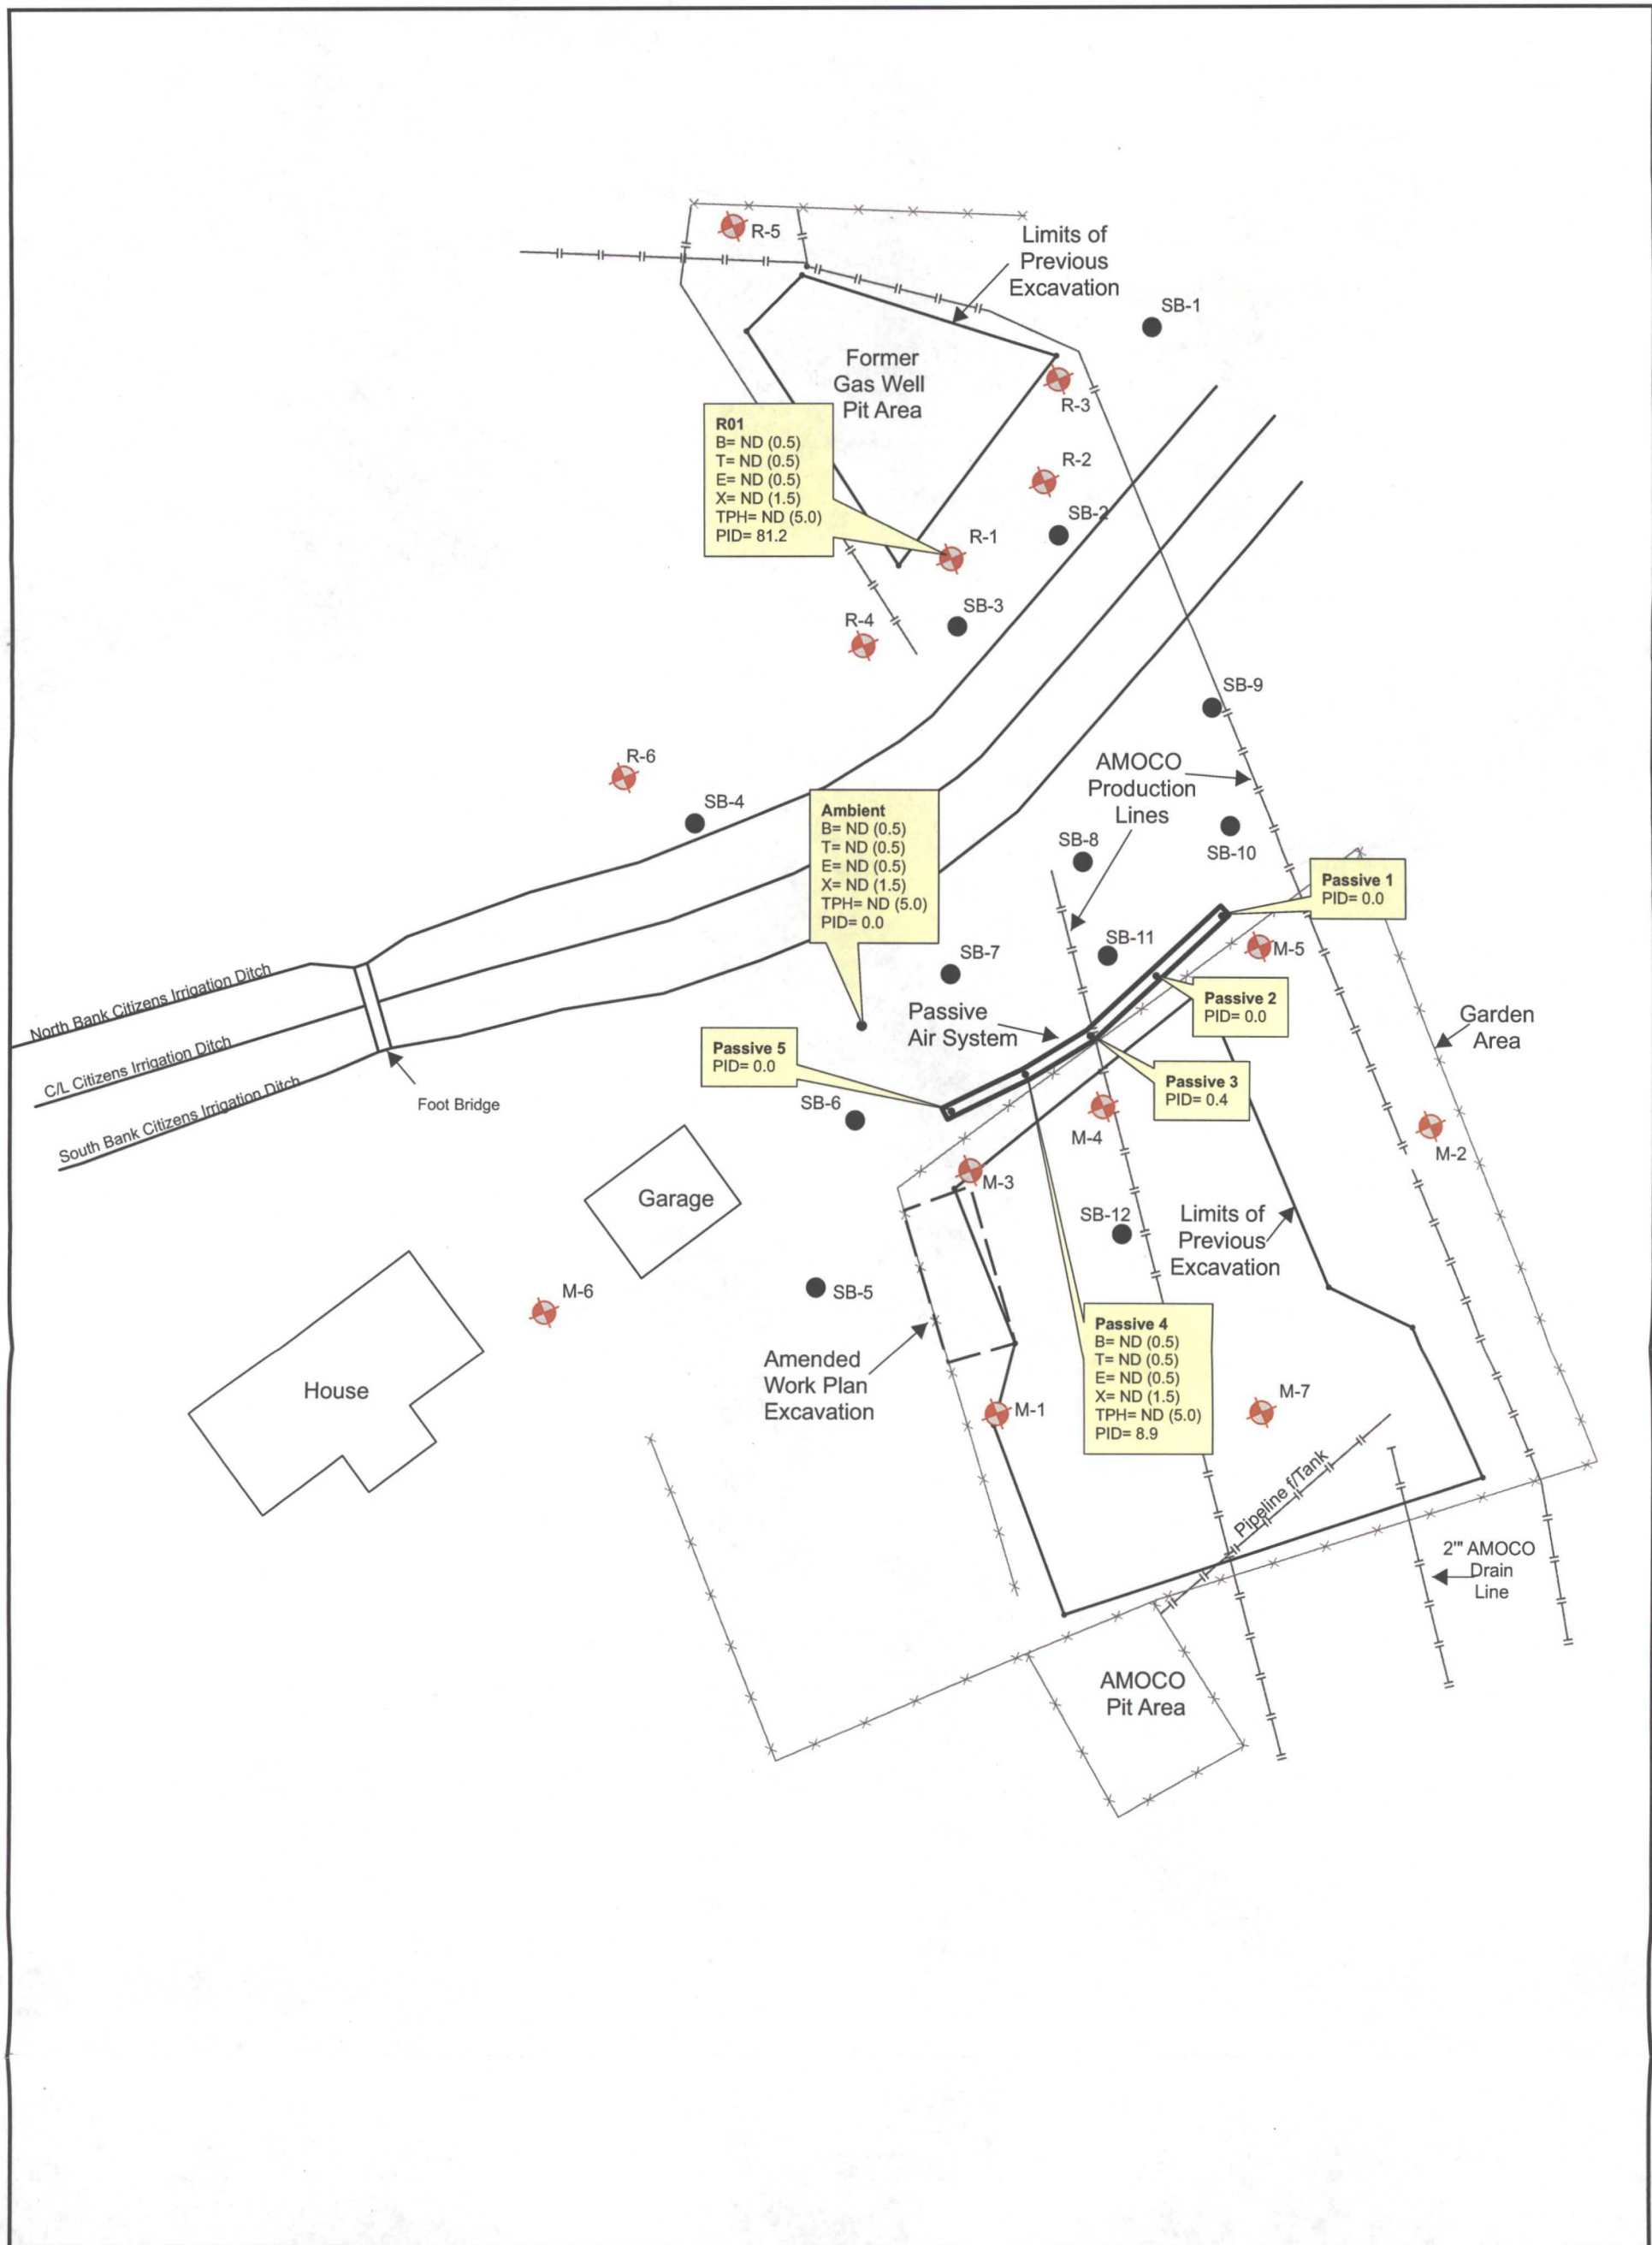 R-5
Limits of
Previous
Excavation
SB-1
Former
Gas Well
Pit Area
R-3
R01
B= ND (0.5)
T= ND (0.5)
E= ND (0.5)
X= ND (1.5)
TPH= ND (5.0)
PID= 81.2
R-2
SB-2
R-1
SB-3
R-4
SB-9
R-6
SB-4
AMOCO
Production
Lines
Ambient
B= ND (0.5)
T= ND (0.5)
E= ND (0.5)
X= ND (1.5)
TPH= ND (5.0)
PID= 0.0
SB-8
SB-10
Passive 1
PID= 0.0
SB-11
M-5
SB-7
North Bank Citizens Irrigation Ditch
C/L Citizens Irrigation Ditch
South Bank Citizens Irrigation Ditch
Foot Bridge
Passive
Air System
Passive 2
PID= 0.0
Garden
Area
Passive 5
PID= 0.0
Passive 3
PID= 0.4
SB-6
M-4
M-2
M-3
Garage
SB-12
Limits of
Previous
Excavation
M-6
SB-5
House
Amended
Work Plan
Excavation
Passive 4
B= ND (0.5)
T= ND (0.5)
E= ND (0.5)
X= ND (1.5)
TPH= ND (5.0)
PID= 8.9
M-1
M-7
Pipeline f/Tank
2"' AMOCO
Drain
Line
AMOCO
Pit Area